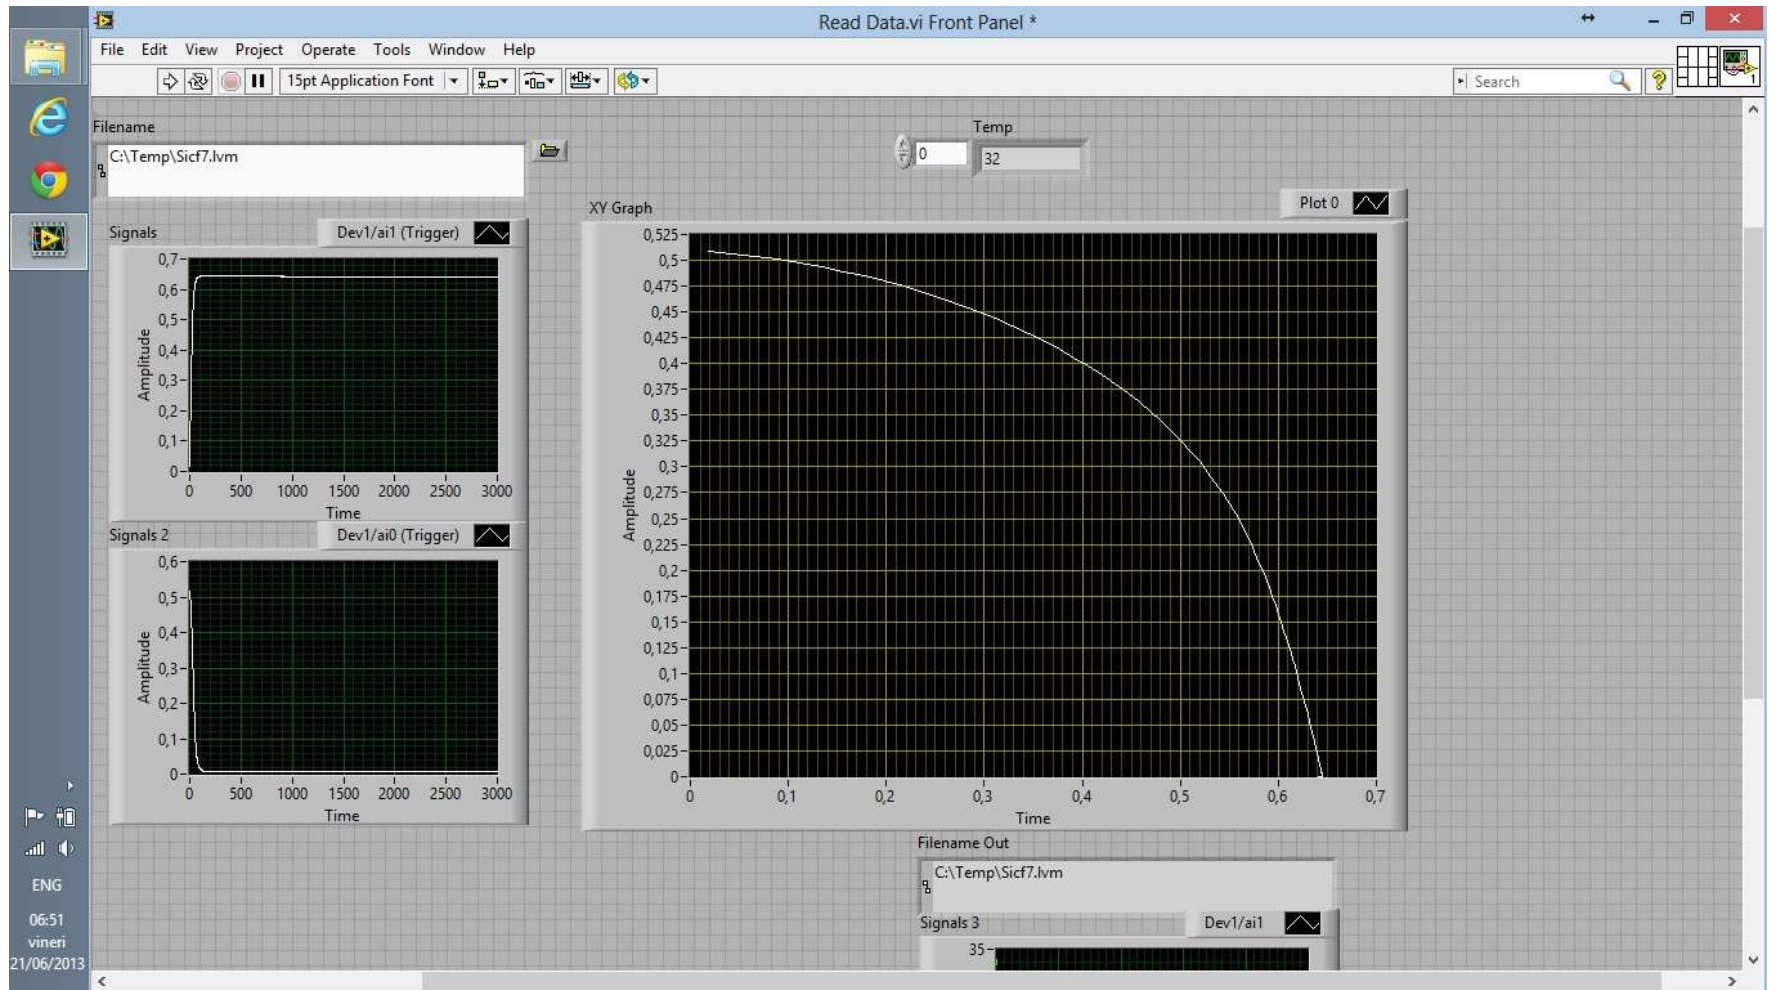 Read Data.vi Front Panel *
File Edit View Project Operate Tools Window Help
15pt Application Font
Search
1
Filename
C:\Temp\Sicf7.lvm
Temp
0
32
Signals
Dev1/ai1 (Trigger)
0,7
0,6
0,5
0,4
0,3
0,2
0,1
0
Amplitude
0 500 1000 1500 2000 2500 3000
Time
Signals 2
Dev1/ai0 (Trigger)
0,6
0,5
0,4
0,3
0,2
0,1
0
Amplitude
0 500 1000 1500 2000 2500 3000
Time
XY Graph
Plot 0
0,525
0,5
0,475
0,45
0,425
0,4
0,375
0,35
0,325
0,3
0,275
0,25
0,225
0,2
0,175
0,15
0,125
0,1
0,075
0,05
0,025
0
Amplitude
0 0,1 0,2 0,3 0,4 0,5 0,6 0,7
Time
Filename Out
C:\Temp\Sicf7.lvm
Signals 3
Dev1/ai1
35
ENG
06:51
vineri
21/06/2013